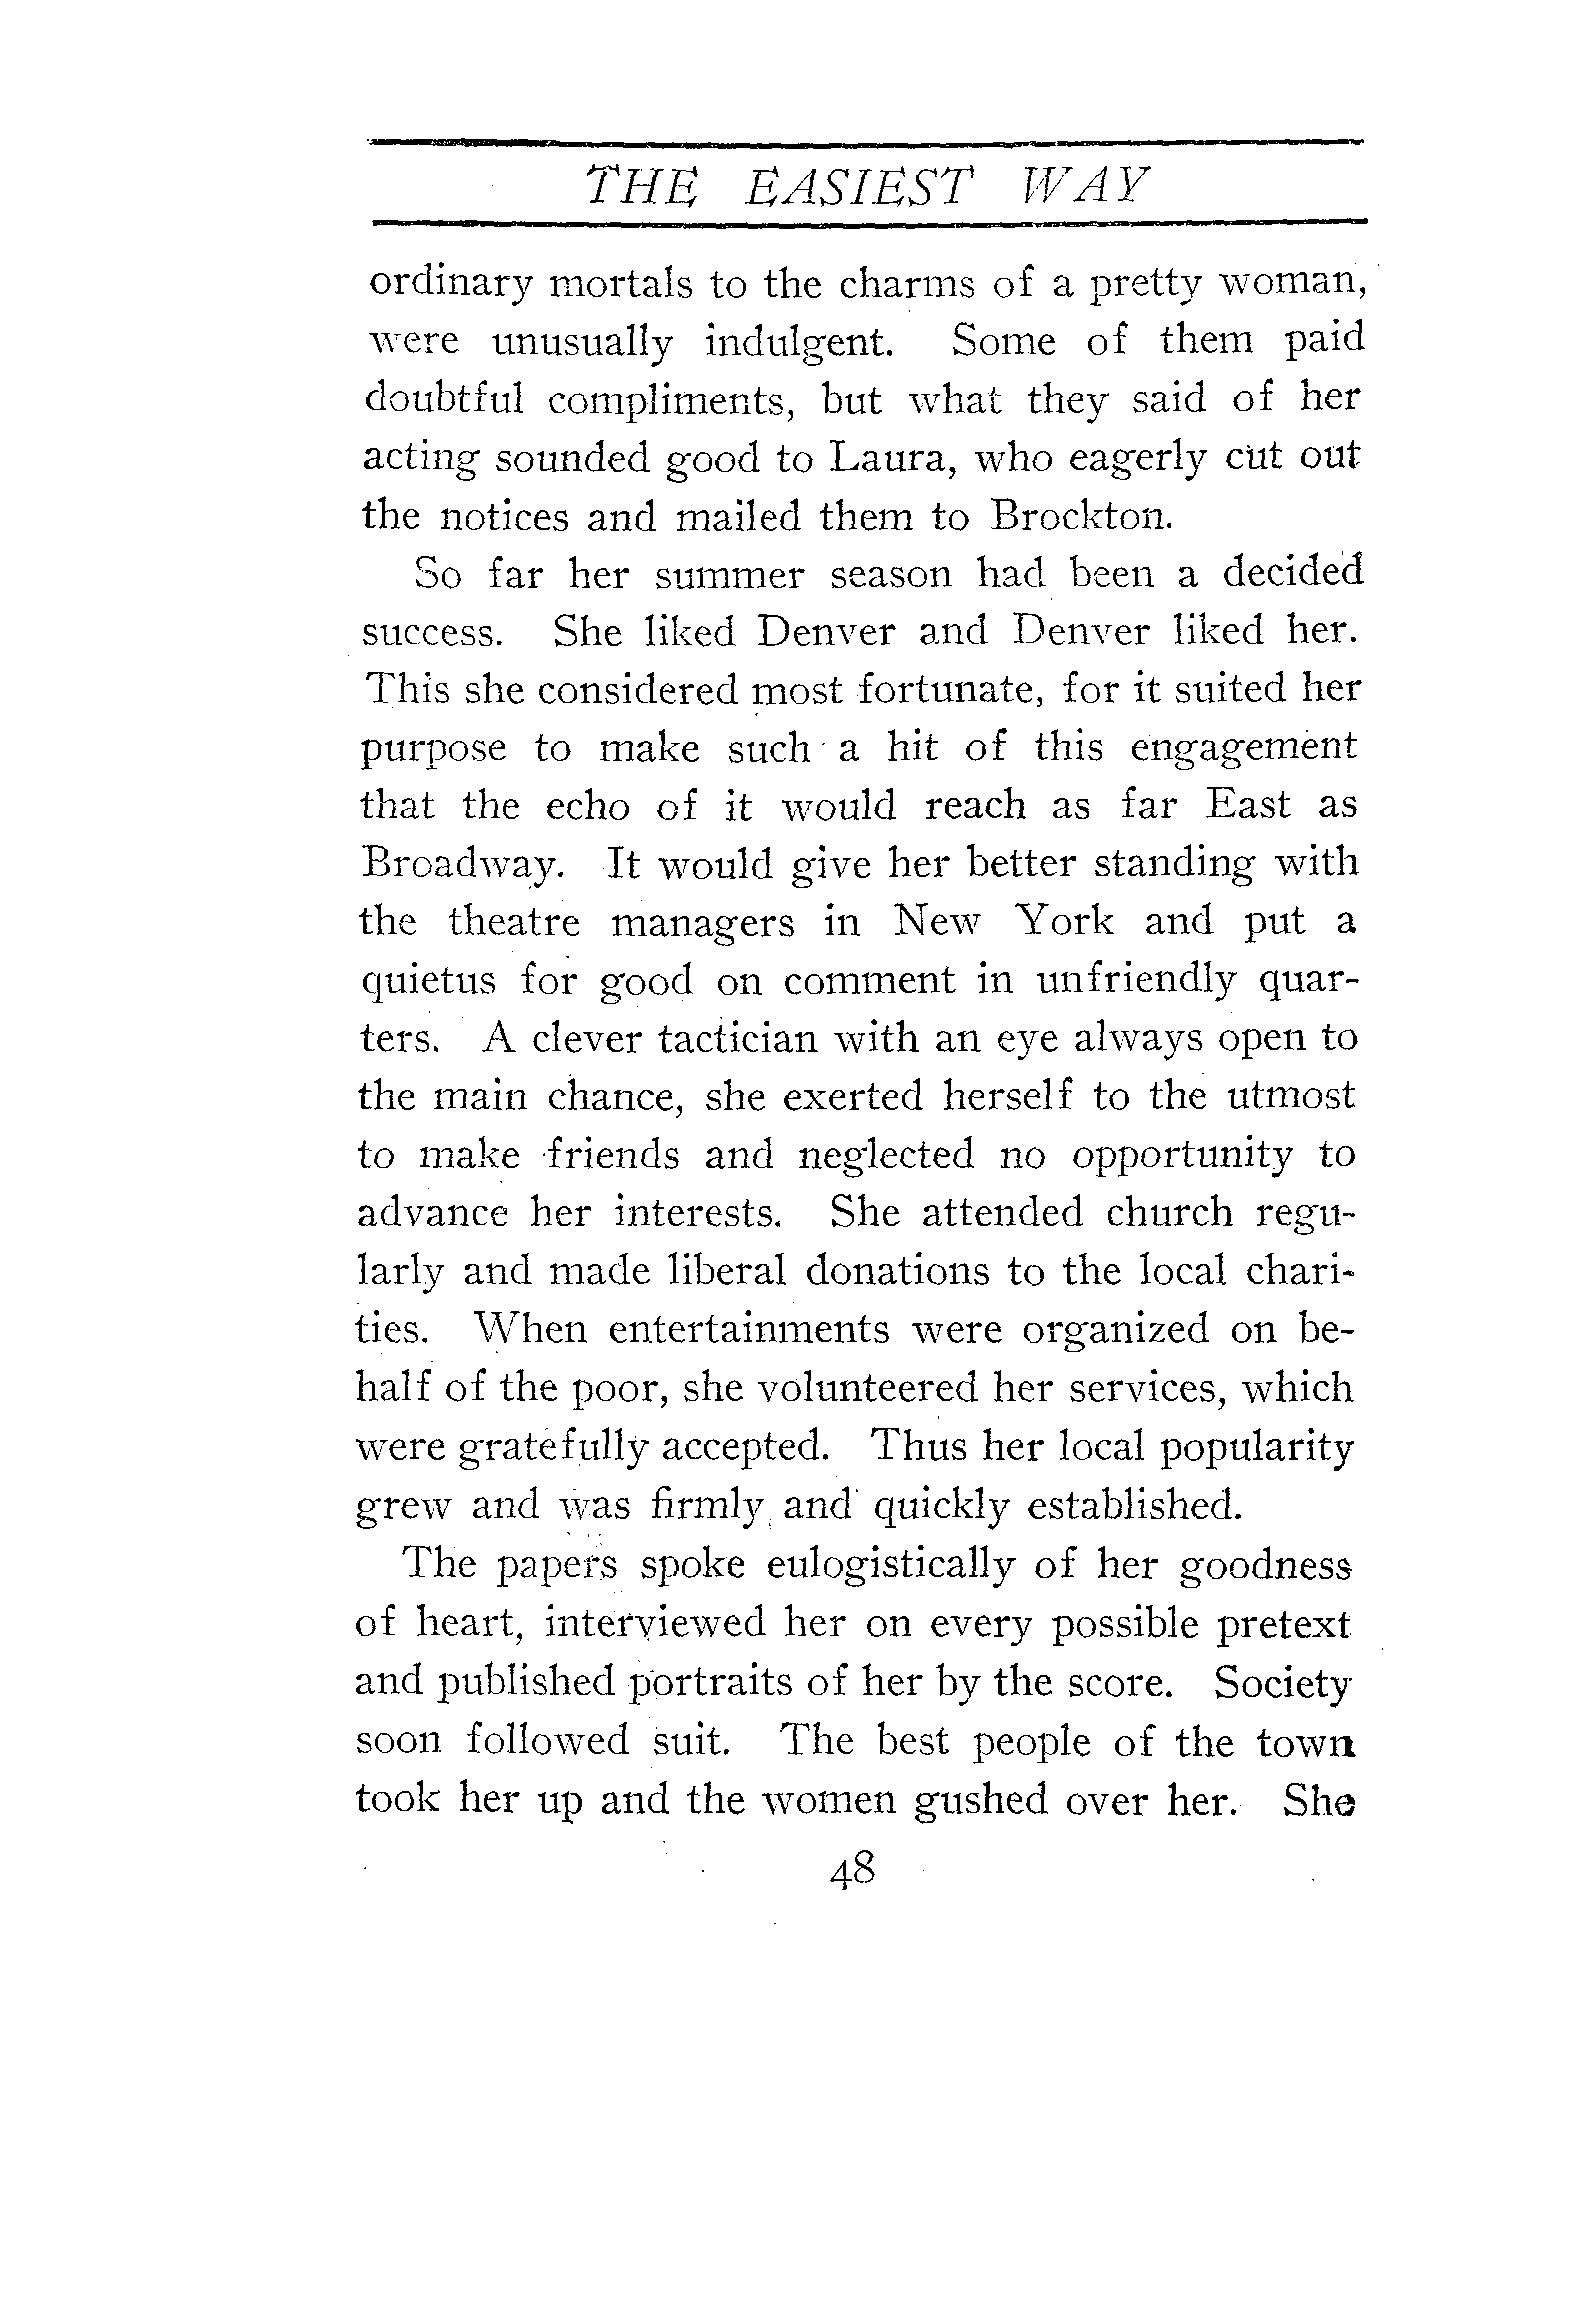 THE EASIEST WAY
ordinary mortals to the charms of a pretty woman,
were unusually indulgent. Some of them paid
doubtful compliments, but what they said of her
acting sounded good to Laura, who eagerly cut out
the notices and mailed them to Brockton.
So far her summer season had been a decided
success. She liked Denver and Denver liked her.
This she considered most fortunate, for it suited her
purpose to make such a hit of this engagement
that the echo of it would reach as far East as
Broadway. It would give her better standing with
the theatre managers in New York and put a
quietus for good on comment in unfriendly quar-
ters. A clever tactician with an eye always open to
the main chance, she exerted herself to the utmost
to make friends and neglected no opportunity to
advance her interests. She attended church regu-
larly and made liberal donations to the local chari-
ties. When entertainments were organized on be-
half of the poor, she volunteered her services, which
were gratefully accepted. Thus her local popularity
grew and was firmly and quickly established.
The papers spoke eulogistically of her goodness
of heart, interviewed her on every possible pretext
and published portraits of her by the score. Society
soon followed suit. The best people of the town
took her up and the women gushed over her. She
48